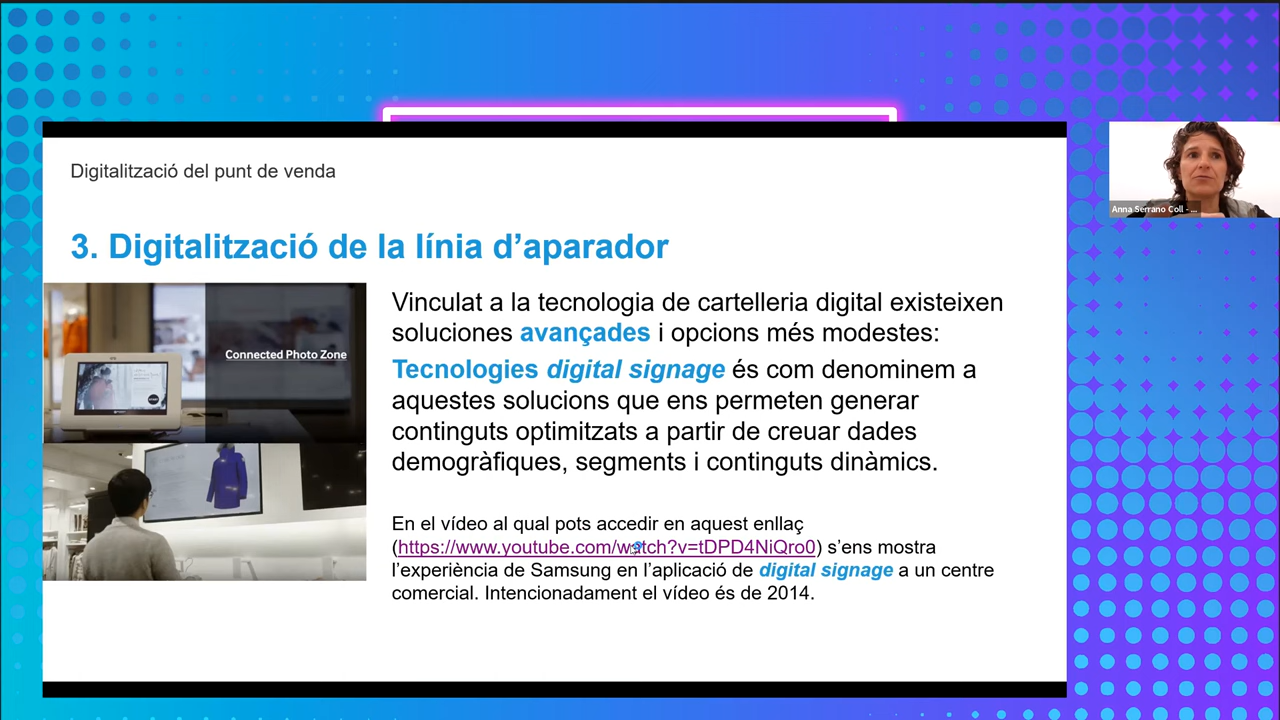 Digitalització del punt de venda
3. Digitalització de la línia d’aparador
Connected Photo Zone
Vinculat a la tecnologia de cartelleria digital existeixen
soluciones avançades i opcions més modestes:
Tecnologies digital signage és com denominem a
aquestes solucions que ens permeten generar
continguts optimitzats a partir de creuar dades
demogràfiques, segments i continguts dinàmics.
En el vídeo al qual pots accedir en aquest enllaç
(https://www.youtube.com/watch?v=tDPD4NiQro0) s’ens mostra
l’experiència de Samsung en l’aplicació de digital signage a un centre
comercial. Intencionadament el vídeo és de 2014.
Anna Serrano Coll - ...